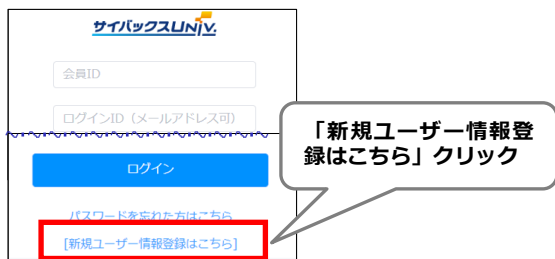 サイバックスUniv.
会員ID
ログインID（メールアドレス可）
ログイン
パスワードを忘れた方はこちら
[新規ユーザー情報登録はこちら]
「新規ユーザー情報登
録はこちら」クリック